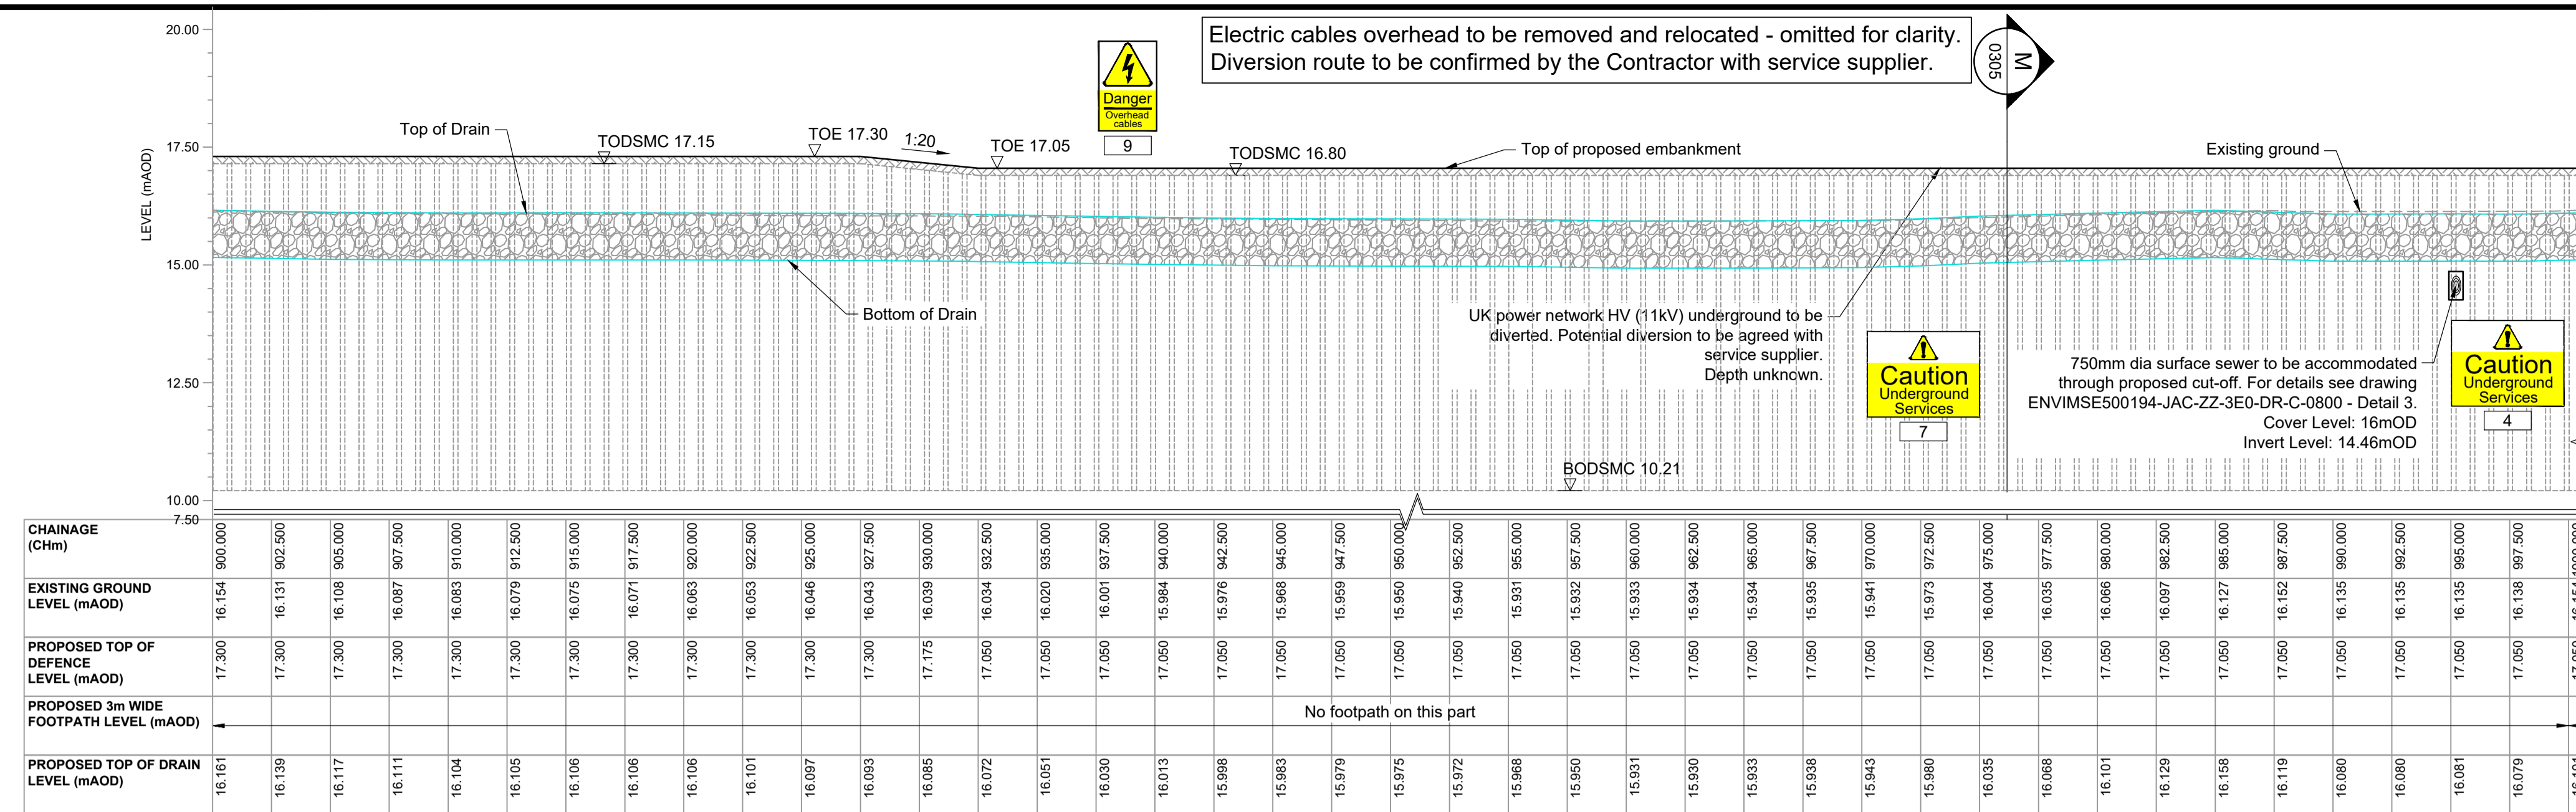 Electric cables overhead to be removed and relocated - omitted for clarity.
Diversion route to be confirmed by the Contractor with service supplier.
0305
M
Danger
Overhead
cables
9
LEVEL (mAOD)
20.00
17.50
15.00
12.50
10.00
7.50
Top of Drain
TODSMC 17.15
TOE 17.30
1:20
TOE 17.05
TODSMC 16.80
Top of proposed embankment
Existing ground
Bottom of Drain
UK power network HV (11kV) underground to be
diverted. Potential diversion to be agreed with
service supplier.
Depth unknown.
Caution
Underground
Services
7
750mm dia surface sewer to be accommodated
through proposed cut-off. For details see drawing
ENVIMSE500194-JAC-ZZ-3E0-DR-C-0800 - Detail 3.
Cover Level: 16mOD
Invert Level: 14.46mOD
Caution
Underground
Services
4
BODSMC 10.21
CHAINAGE
(CHm)
900.000 902.500 905.000 907.500 910.000 912.500 915.000 917.500 920.000 922.500 925.000 927.500 930.000 932.500 935.000 937.500 940.000 942.500 945.000 947.500 950.000 952.500 955.000 957.500 960.000 962.500 965.000 967.500 970.000 972.500 975.000 977.500 980.000 982.500 985.000 987.500 990.000 992.500 995.000 997.500
EXISTING GROUND
LEVEL (mAOD)
16.154 16.131 16.108 16.087 16.083 16.079 16.075 16.071 16.063 16.053 16.046 16.043 16.039 16.034 16.020 16.001 15.984 15.976 15.968 15.959 15.950 15.940 15.931 15.932 15.933 15.934 15.934 15.935 15.941 15.973 16.004 16.035 16.066 16.097 16.127 16.152 16.135 16.135 16.135 16.138
PROPOSED TOP OF
DEFENCE
LEVEL (mAOD)
17.300 17.300 17.300 17.300 17.300 17.300 17.300 17.300 17.300 17.300 17.300 17.300 17.175 17.050 17.050 17.050 17.050 17.050 17.050 17.050 17.050 17.050 17.050 17.050 17.050 17.050 17.050 17.050 17.050 17.050 17.050 17.050 17.050 17.050 17.050 17.050 17.050 17.050 17.050 17.050
PROPOSED 3m WIDE
FOOTPATH LEVEL (mAOD)
No footpath on this part
PROPOSED TOP OF DRAIN
LEVEL (mAOD)
16.161 16.139 16.117 16.111 16.104 16.105 16.106 16.106 16.106 16.101 16.097 16.093 16.085 16.072 16.051 16.030 16.013 15.998 15.983 15.979 15.975 15.972 15.968 15.950 15.931 15.930 15.933 15.938 15.943 15.980 16.035 16.068 16.101 16.129 16.158 16.119 16.080 16.080 16.081 16.079